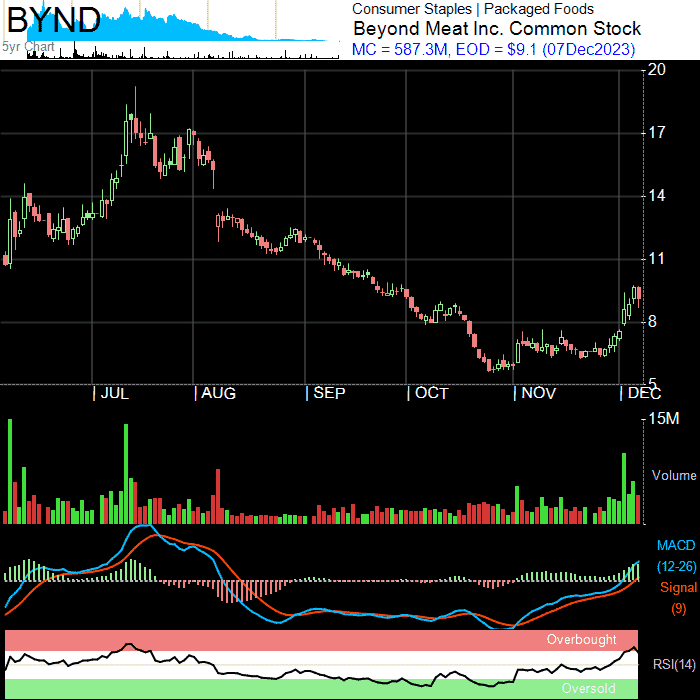 BYND
5yr Chart
Consumer Staples | Packaged Foods
Beyond Meat Inc. Common Stock
MC = 587.3M, EOD = $9.1 (07Dec2023)
20
17
14
11
8
5
| JUL | AUG | SEP | OCT | NOV | DEC
15M
Volume
MACD
(12-26)
Signal
(9)
Overbought
RSI(14)
Oversold